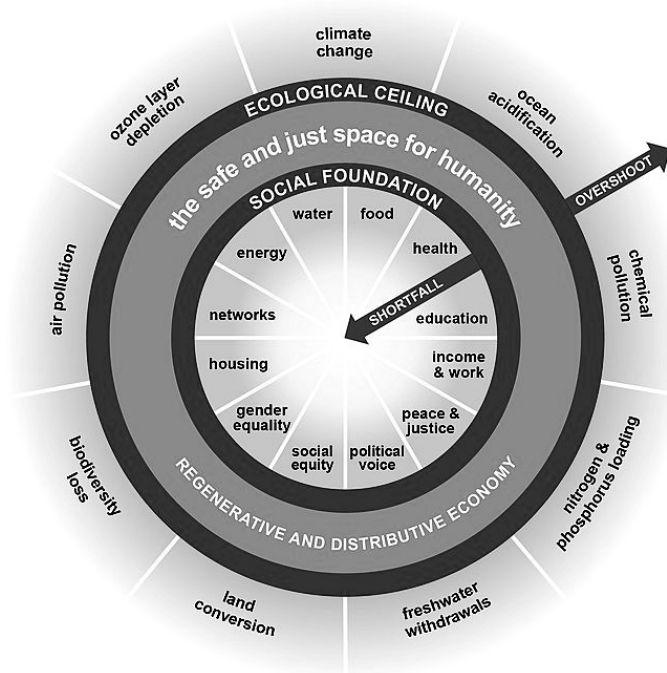 climate
change
ocean
acidification
chemical
pollution
nitrogen &
phosphorus loading
freshwater
withdrawals
land
conversion
biodiversity
loss
air pollution
ozone layer
depletion
ECOLOGICAL CEILING
the safe and just space for humanity
OVERSHOOT
SOCIAL FOUNDATION
water
food
health
SHORTFALL
education
income
& work
peace &
justice
political
voice
social
equity
gender
equality
housing
networks
energy
REGENERATIVE AND DISTRIBUTIVE ECONOMY